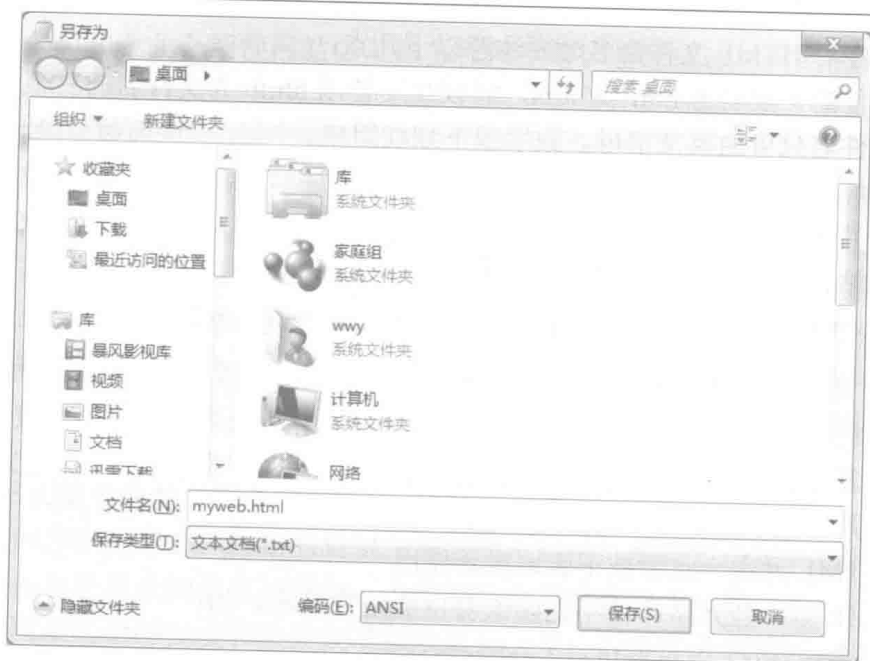 另存为
桌面
搜索 桌面
组织
新建文件夹
收藏夹
桌面
下载
最近访问的位置
库
暴风影视库
视频
图片
文档
迅雷下载
库
系统文件夹
家庭组
系统文件夹
wwy
系统文件夹
计算机
系统文件夹
网络
文件名(N): myweb.html
保存类型(T): 文本文档(*.txt)
隐藏文件夹
编码(E): ANSI
保存(S)
取消